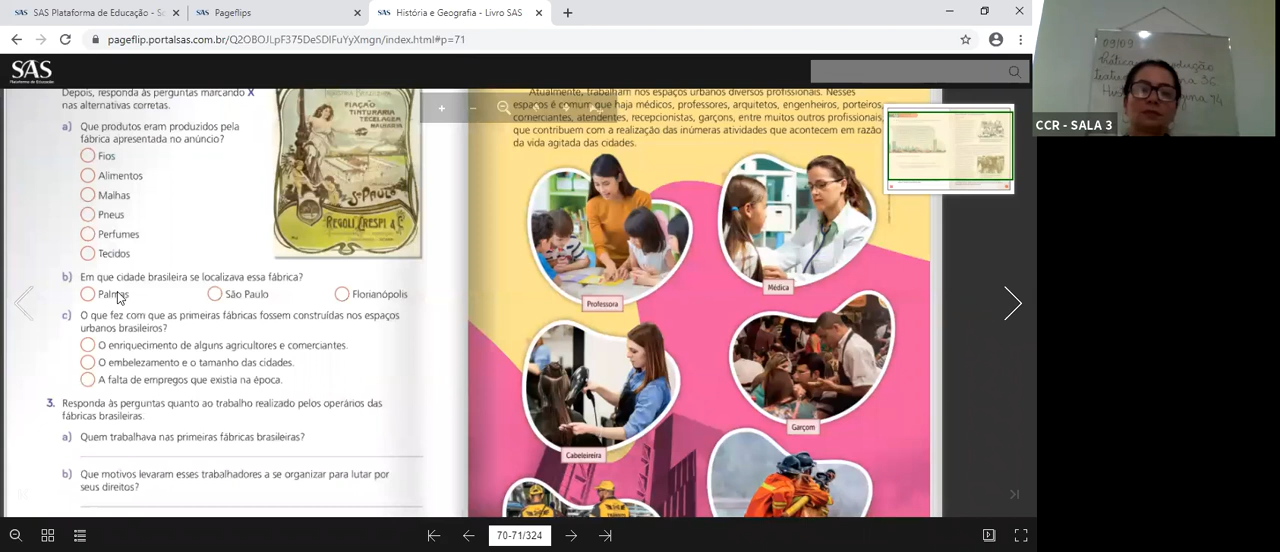 SAS Plataforma de Educação - Sc
Pageflips
História e Geografia - Livro SAS
pageflip.portalsas.com.br/Q2OBOJLpF375DeSDIFuYyXmgn/index.html#p=71
SAS
Plataforma de Educação
Depois, responda às perguntas marcando X
nas alternativas corretas.
a) Que produtos eram produzidos pela
fábrica apresentada no anúncio?
Fios
Alimentos
Malhas
Pneus
Perfumes
Tecidos
FIAÇÃO
TINTURARIA
TECELAGEM
MALHARIA
S. PAULO
REGOLI, CRESPI & C.
b) Em que cidade brasileira se localizava essa fábrica?
Palmas
São Paulo
Florianópolis
c) O que fez com que as primeiras fábricas fossem construídas nos espaços
urbanos brasileiros?
O enriquecimento de alguns agricultores e comerciantes.
O embelezamento e o tamanho das cidades.
A falta de empregos que existia na época.
3. Responda às perguntas quanto ao trabalho realizado pelos operários das
fábricas brasileiras.
a) Quem trabalhava nas primeiras fábricas brasileiras?
b) Que motivos levaram esses trabalhadores a se organizar para lutar por
seus direitos?
Atualmente, trabalham nos espaços urbanos diversos profissionais. Nesses
espaços é comum que haja médicos, professores, arquitetos, engenheiros, porteiros,
comerciantes, atendentes, recepcionistas, garçons, entre muitos outros profissionais
que contribuem com a realização das inúmeras atividades que acontecem em razão
da vida agitada das cidades.
Professora
Médica
Cabeleireira
Garçom
70-71/324
09/09
CCR - SALA 3